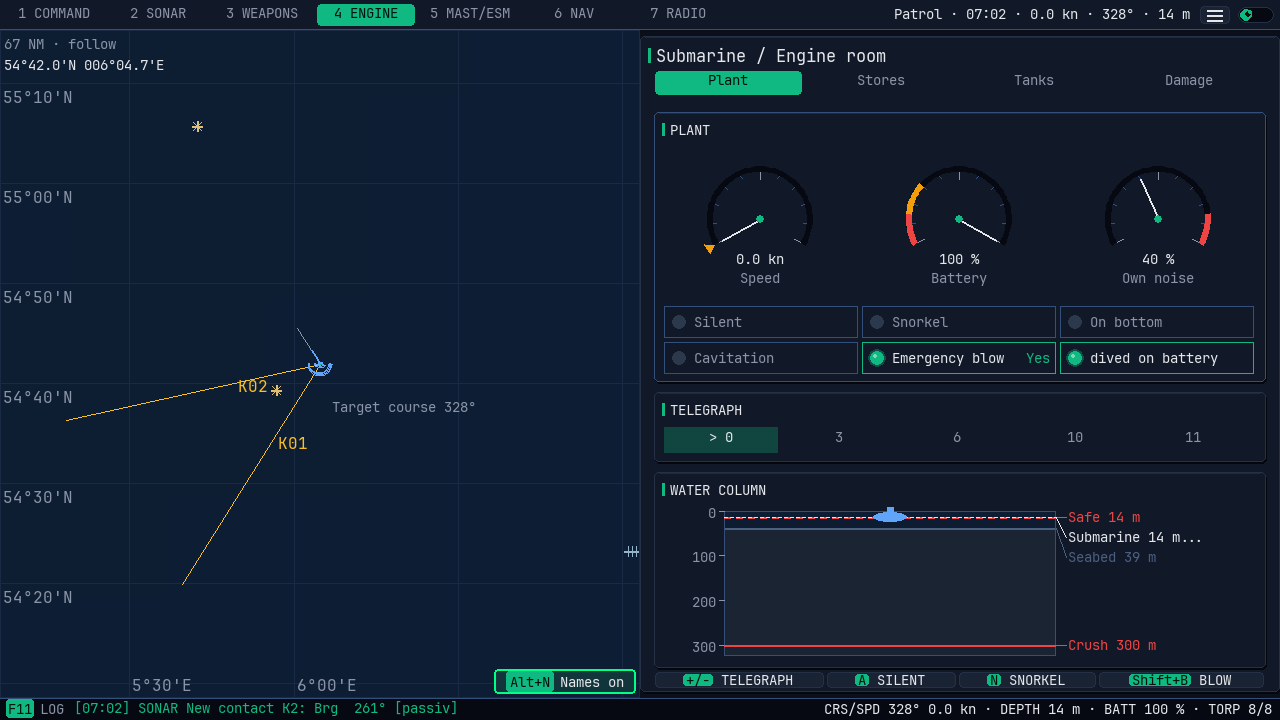 1 COMMAND 2 SONAR 3 WEAPONS 4 ENGINE 5 MAST/ESM 6 NAV 7 RADIO Patrol · 07:02 · 0.0 kn · 328° · 14 m
67 NM · follow
54°42.0'N 006°04.7'E
55°10'N
55°00'N
54°50'N
54°40'N
54°30'N
54°20'N
K02
K01
Target course 328°
5°30'E 6°00'E
Alt+N Names on
Submarine / Engine room
Plant Stores Tanks Damage
PLANT
0.0 kn 100 % 40 %
Speed Battery Own noise
Silent Snorkel On bottom
Cavitation Emergency blow Yes dived on battery
TELEGRAPH
> 0 3 6 10 11
WATER COLUMN
0
100
200
300
Safe 14 m
Submarine 14 m...
Seabed 39 m
Crush 300 m
+/- TELEGRAPH A SILENT N SNORKEL Shift+B BLOW
F11 LOG [07:02] SONAR New contact K2: Brg 261° [passiv] CRS/SPD 328° 0.0 kn · DEPTH 14 m · BATT 100 % · TORP 8/8